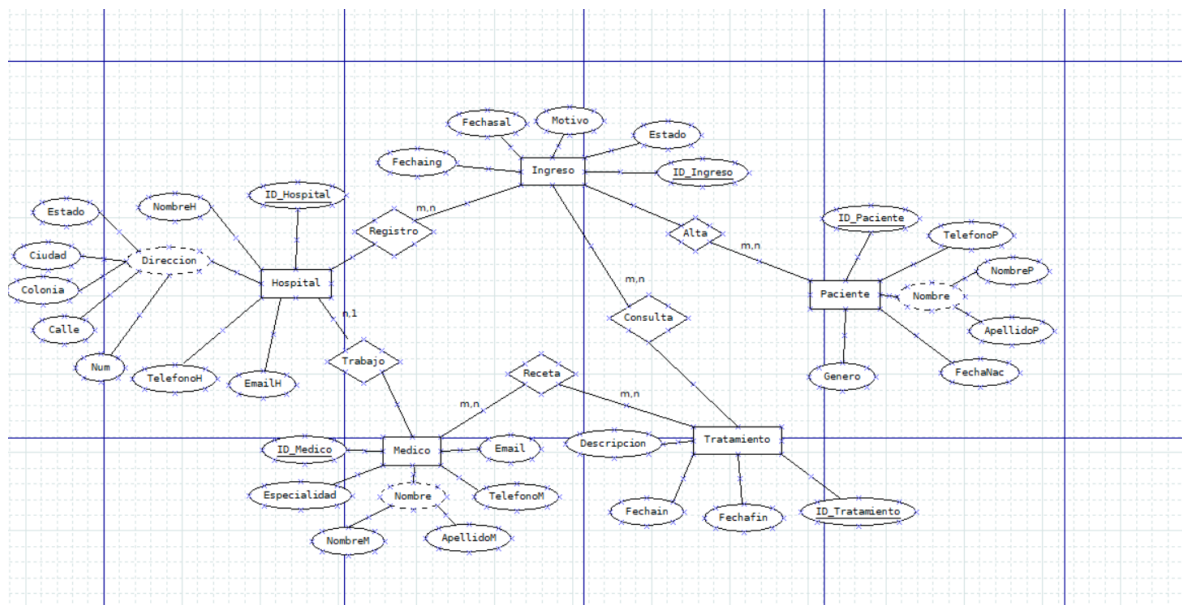 Fechasal
Motivo
Estado
Fechaing
Ingreso
ID_Ingreso
ID_Hospital
NombreH
Estado
m,n
Registro
Alta
m,n
ID_Paciente
TelefonoP
Ciudad
Direccion
Colonia
Hospital
NombreP
Paciente
Nombre
m,n
Consulta
n,1
Calle
ApellidoP
Num
TelefonoH
EmailH
Trabajo
Receta
Genero
FechaNac
m,n
m,n
ID_Medico
Medico
Email
Descripcion
Tratamiento
Especialidad
Nombre
TelefonoM
Fechain
Fechafin
ID_Tratamiento
NombreM
ApellidoM